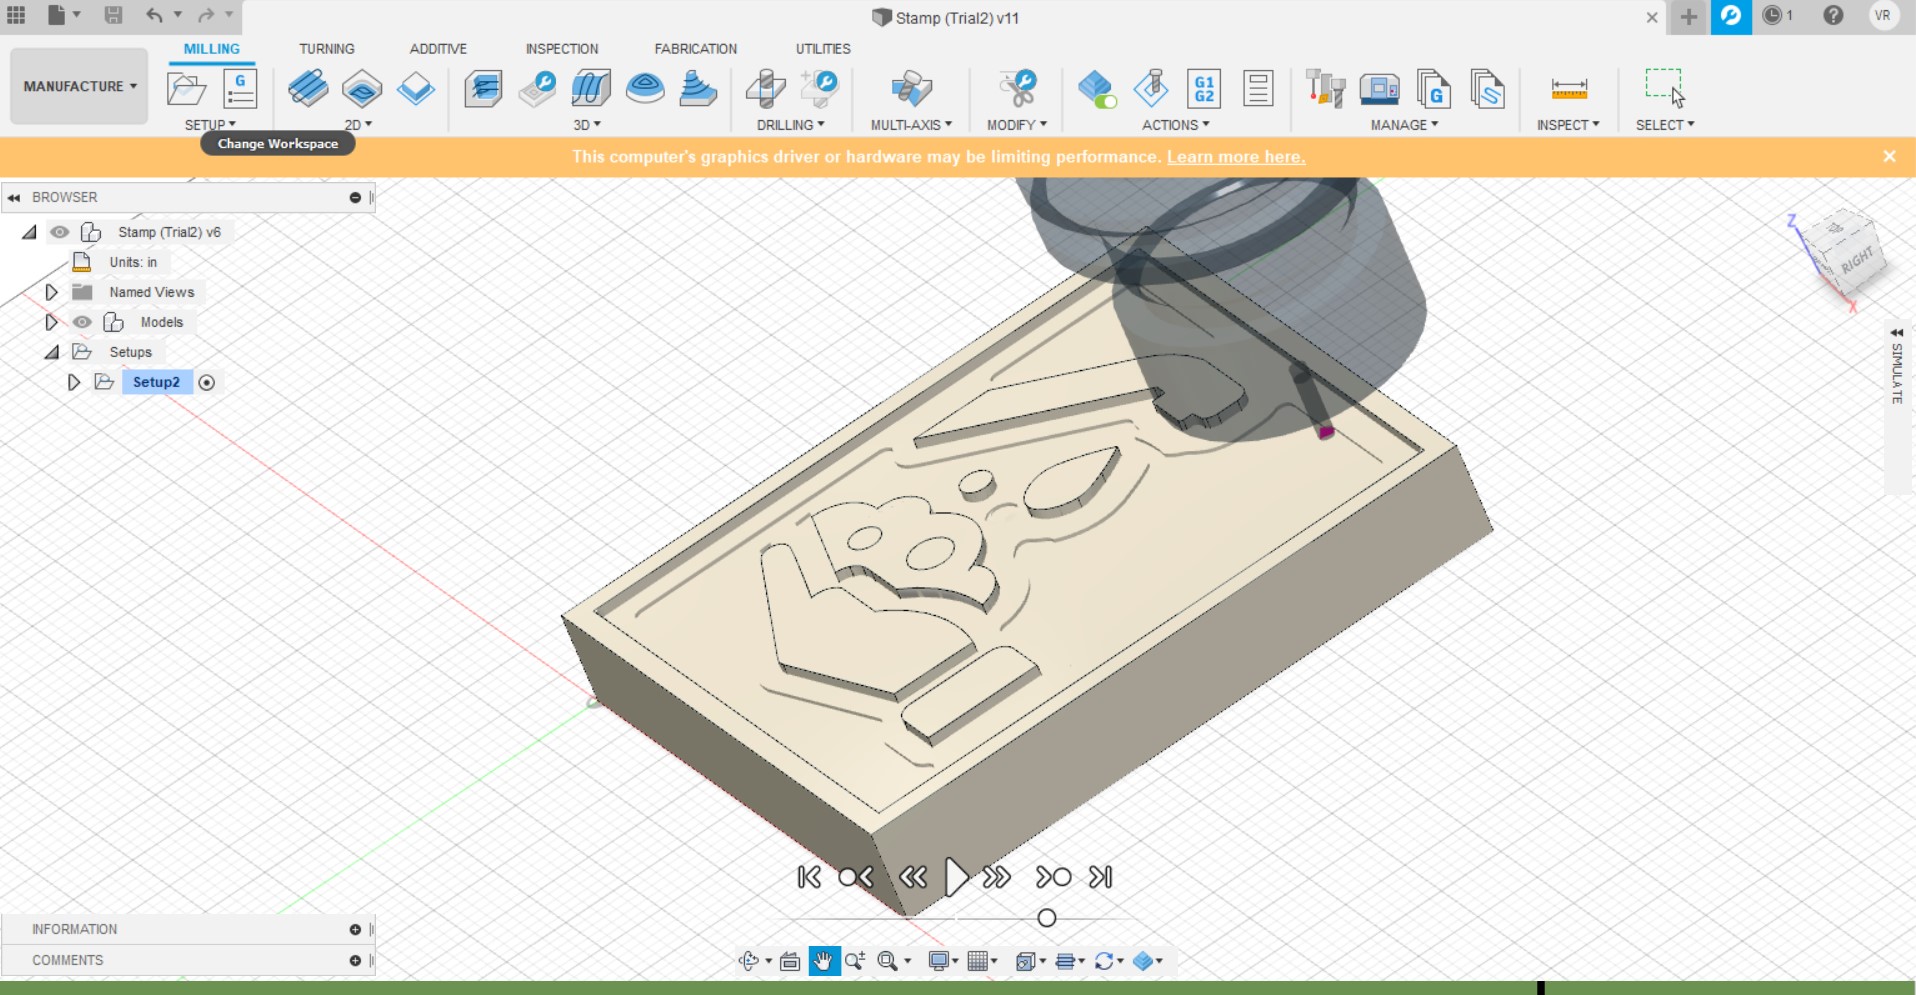 Stamp (Trial2) v11
1
VR
MILLING TURNING ADDITIVE INSPECTION FABRICATION UTILITIES
MANUFACTURE
G
G1
G2
G
S
SETUP 2D 3D DRILLING MULTI-AXIS MODIFY ACTIONS MANAGE INSPECT SELECT
Change Workspace
This computer's graphics driver or hardware may be limiting performance. Learn more here.
BROWSER
Stamp (Trial2) v6
Units: in
Named Views
Models
Setups
Setup2
Z
RIGHT
X
SIMULATE
INFORMATION
COMMENTS